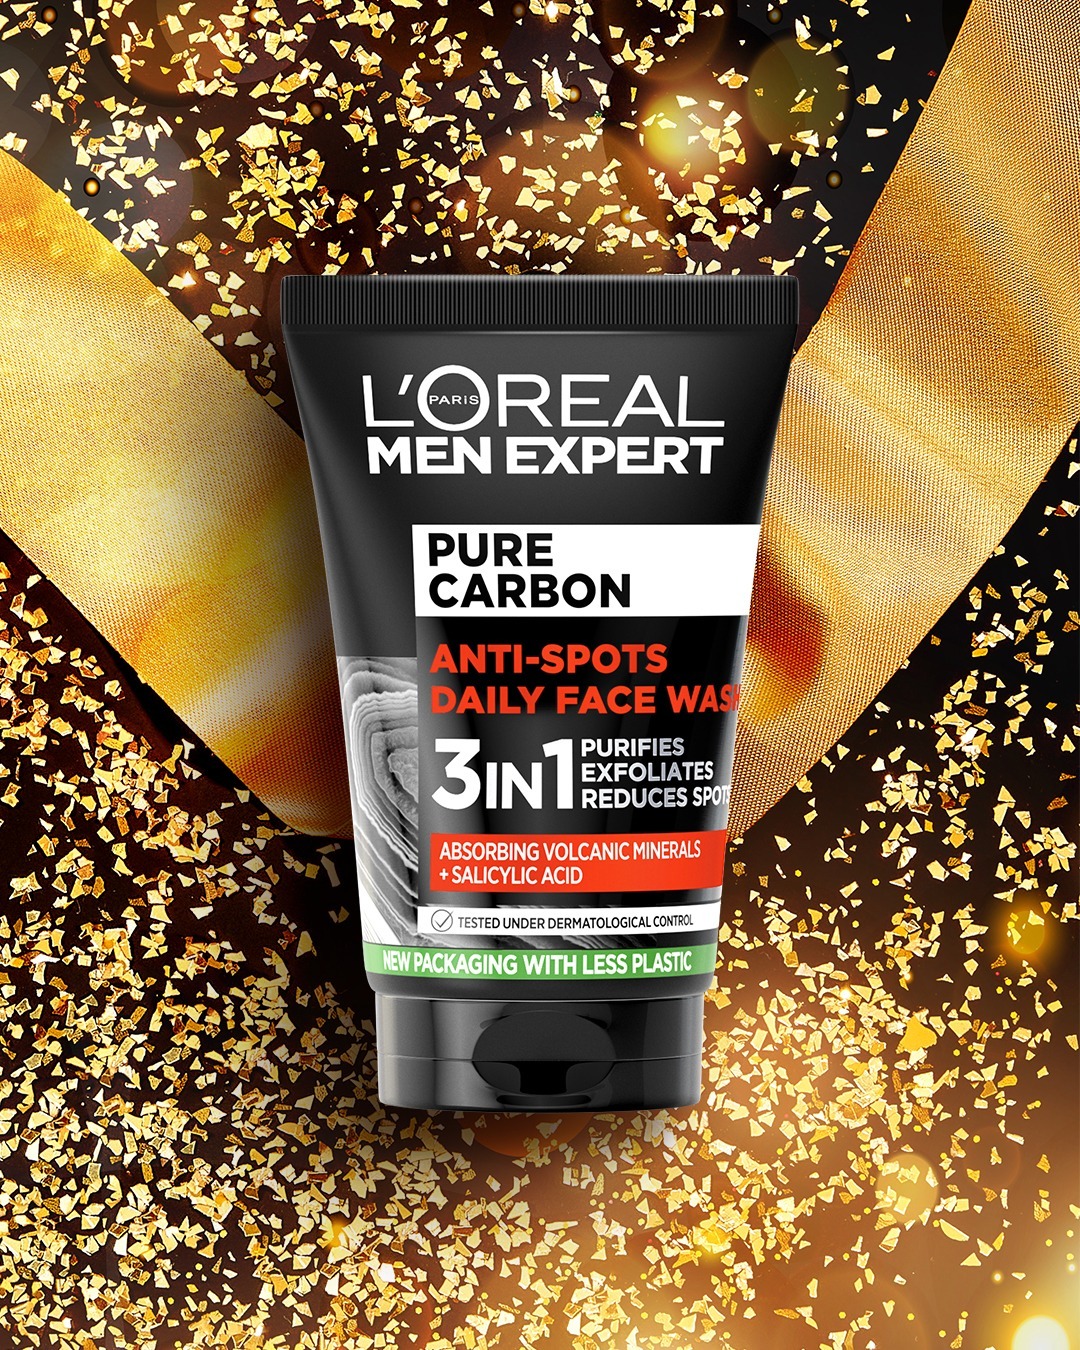 L'OREAL
PARIS
MEN EXPERT
PURE
CARBON
ANTI-SPOTS
DAILY FACE WASH
3IN1
PURIFIES
EXFOLIATES
REDUCES SPOTS
ABSORBING VOLCANIC MINERALS
+ SALICYLIC ACID
TESTED UNDER DERMATOLOGICAL CONTROL
NEW PACKAGING WITH LESS PLASTIC